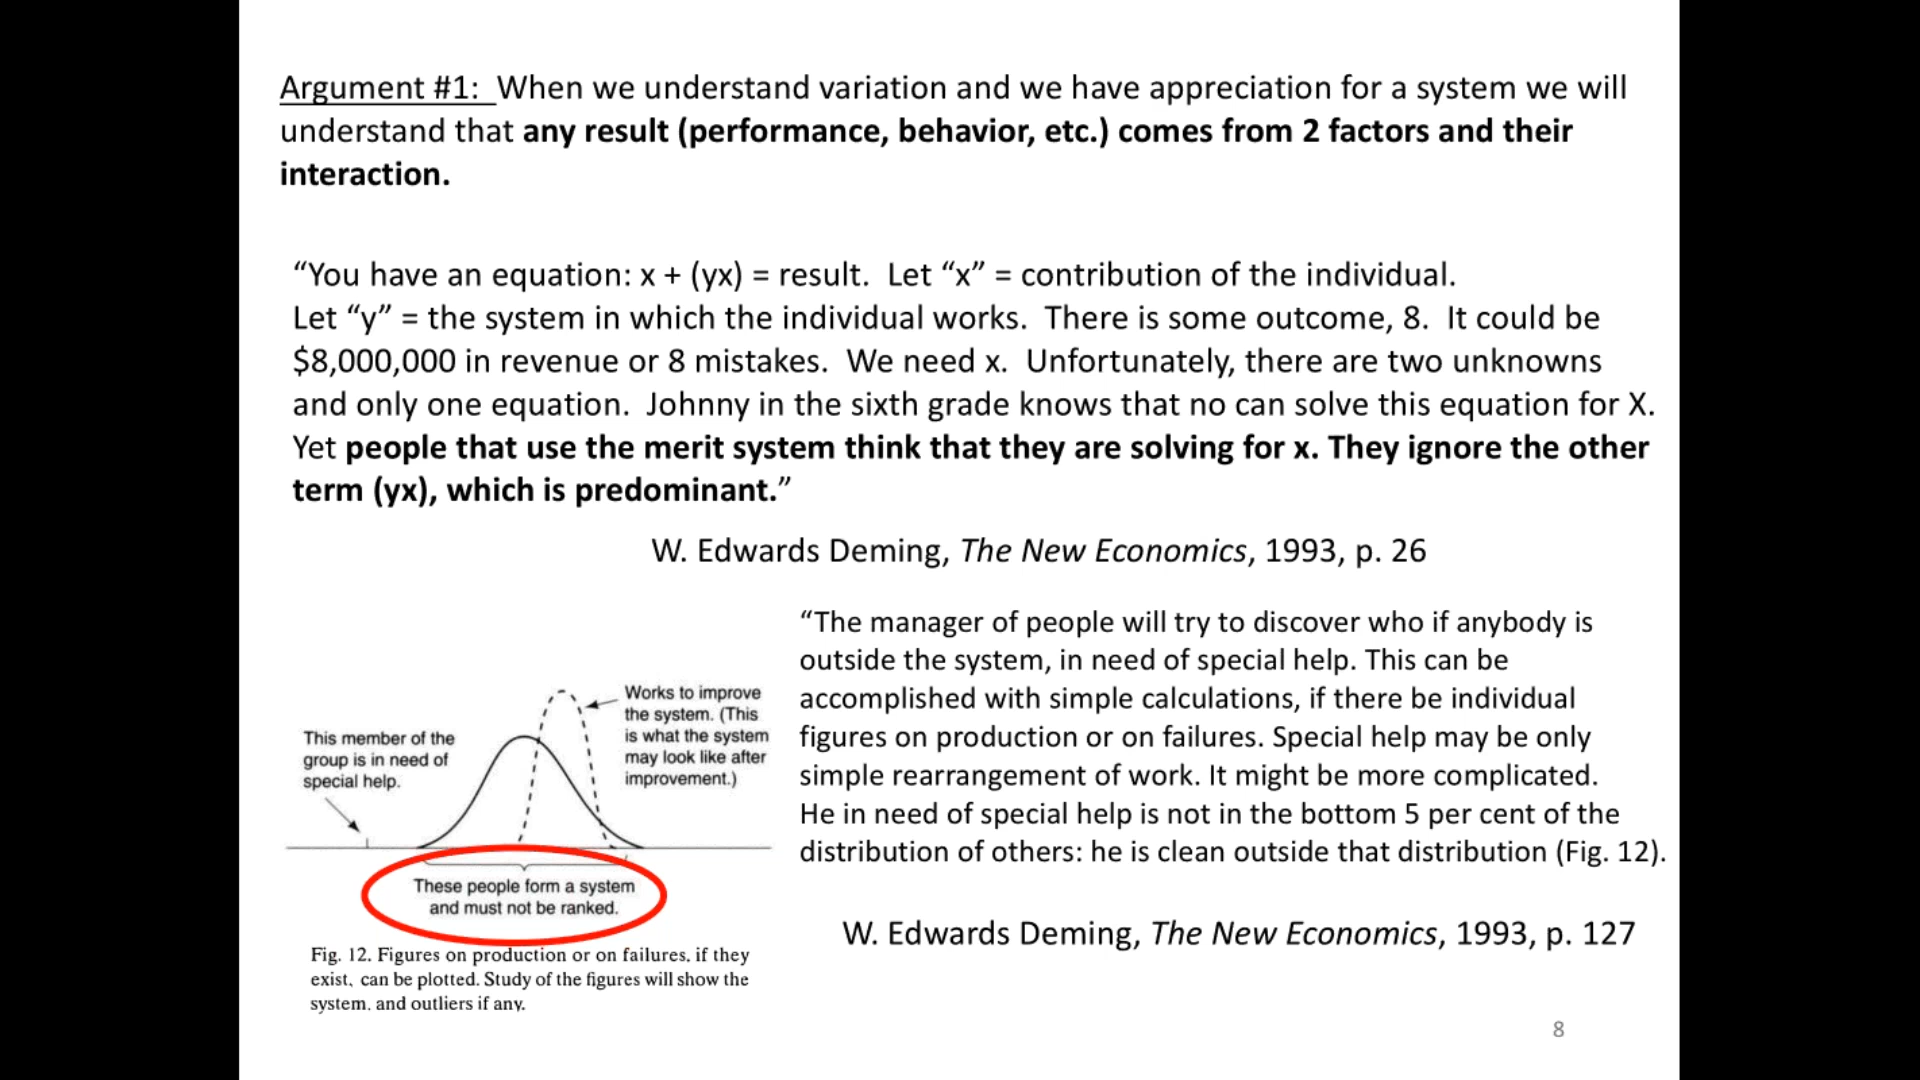 Argument #1:  When we understand variation and we have appreciation for a system we will
understand that any result (performance, behavior, etc.) comes from 2 factors and their
interaction.
“You have an equation: x + (yx) = result.  Let “x” = contribution of the individual.
Let “y” = the system in which the individual works.  There is some outcome, 8.  It could be
$8,000,000 in revenue or 8 mistakes.  We need x.  Unfortunately, there are two unknowns
and only one equation.  Johnny in the sixth grade knows that no can solve this equation for X.
Yet people that use the merit system think that they are solving for x. They ignore the other
term (yx), which is predominant.”
W. Edwards Deming, The New Economics, 1993, p. 26
“The manager of people will try to discover who if anybody is
outside the system, in need of special help. This can be
accomplished with simple calculations, if there be individual
figures on production or on failures. Special help may be only
simple rearrangement of work. It might be more complicated.
He in need of special help is not in the bottom 5 per cent of the
distribution of others: he is clean outside that distribution (Fig. 12).
W. Edwards Deming, The New Economics, 1993, p. 127
This member of the
group is in need of
special help.
Works to improve
the system. (This
is what the system
may look like after
improvement.)
These people form a system
and must not be ranked.
Fig. 12. Figures on production or on failures, if they
exist, can be plotted. Study of the figures will show the
system, and outliers if any.
8